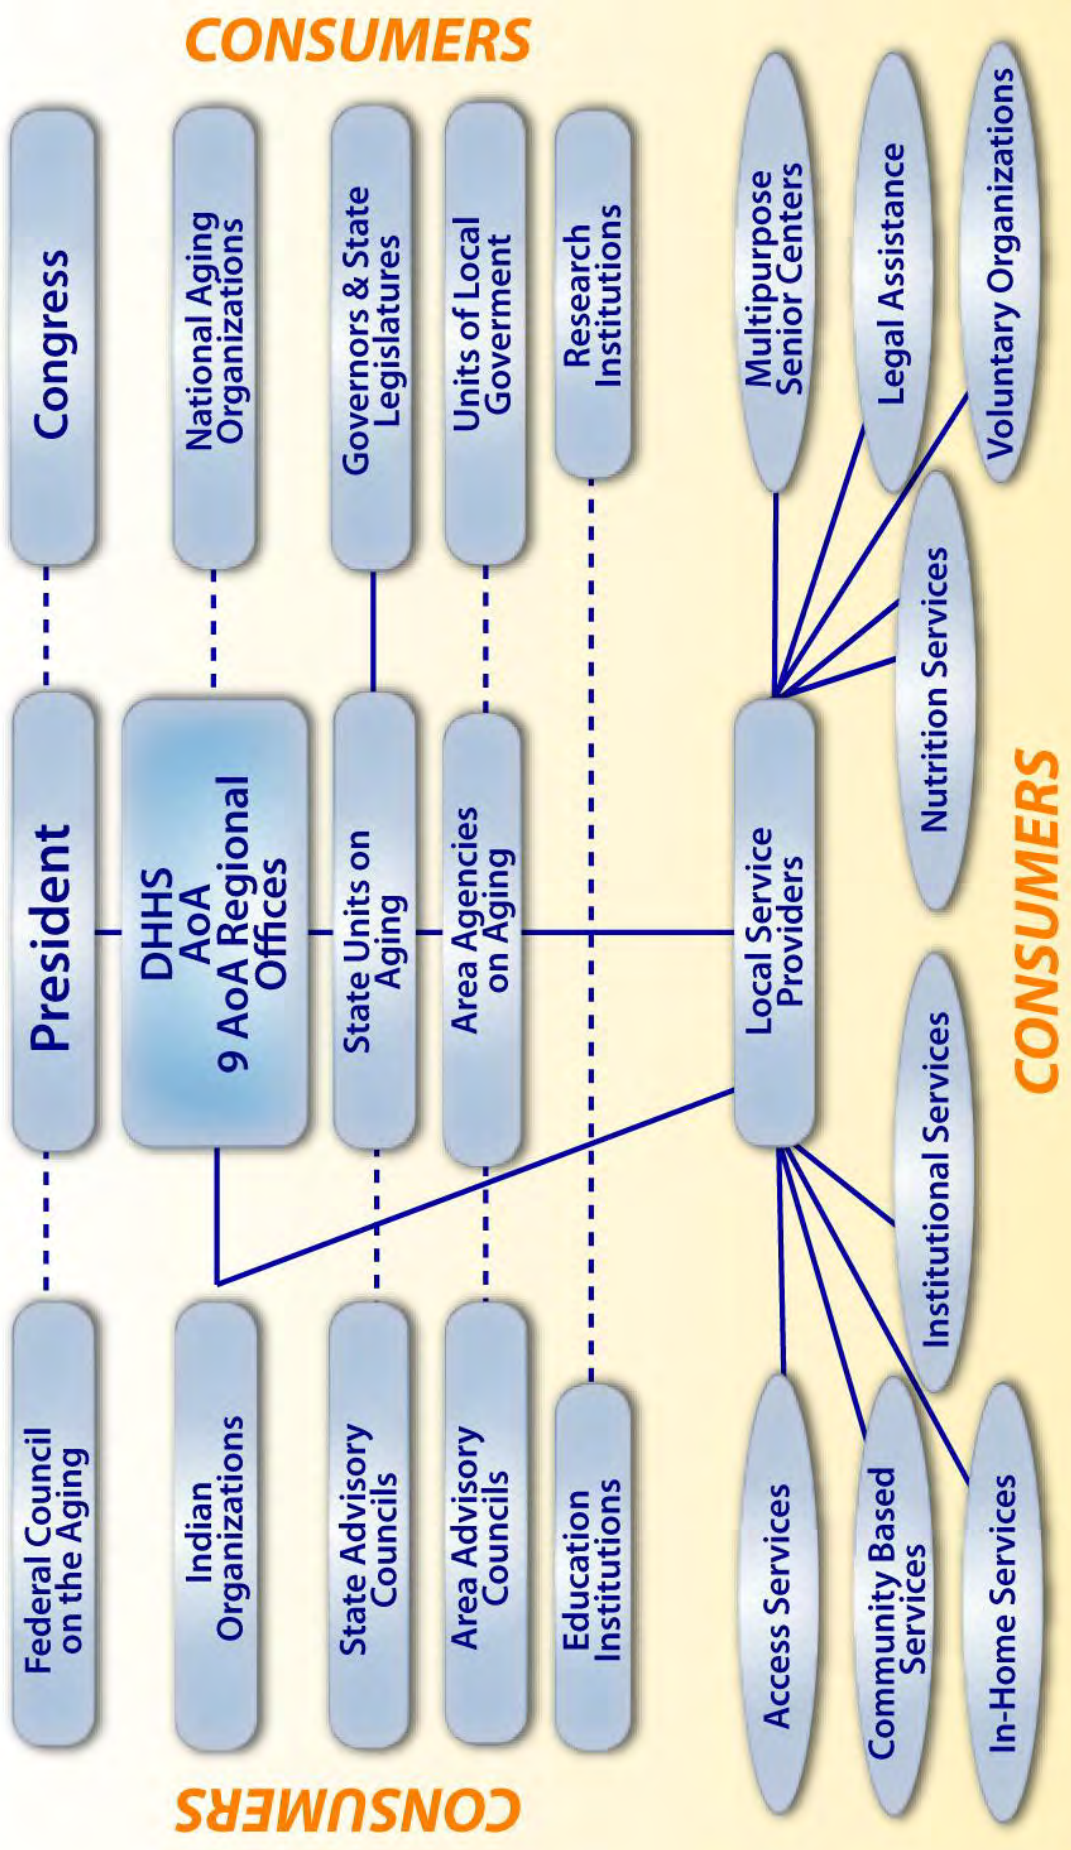 CONSUMERS
Federal Council
on the Aging
President
Congress
Indian
Organizations
DHHS
AoA
9 AoA Regional
Offices
National Aging
Organizations
State Advisory
Councils
State Units on
Aging
Governors & State
Legislatures
Area Advisory
Councils
Area Agencies
on Aging
Units of Local
Goverment
Education
Institutions
Research
Institutions
CONSUMERS
Local Service
Providers
Access Services
Community Based
Services
In-Home Services
Institutional Services
Nutrition Services
Multipurpose
Senior Centers
Legal Assistance
Voluntary Organizations
CONSUMERS